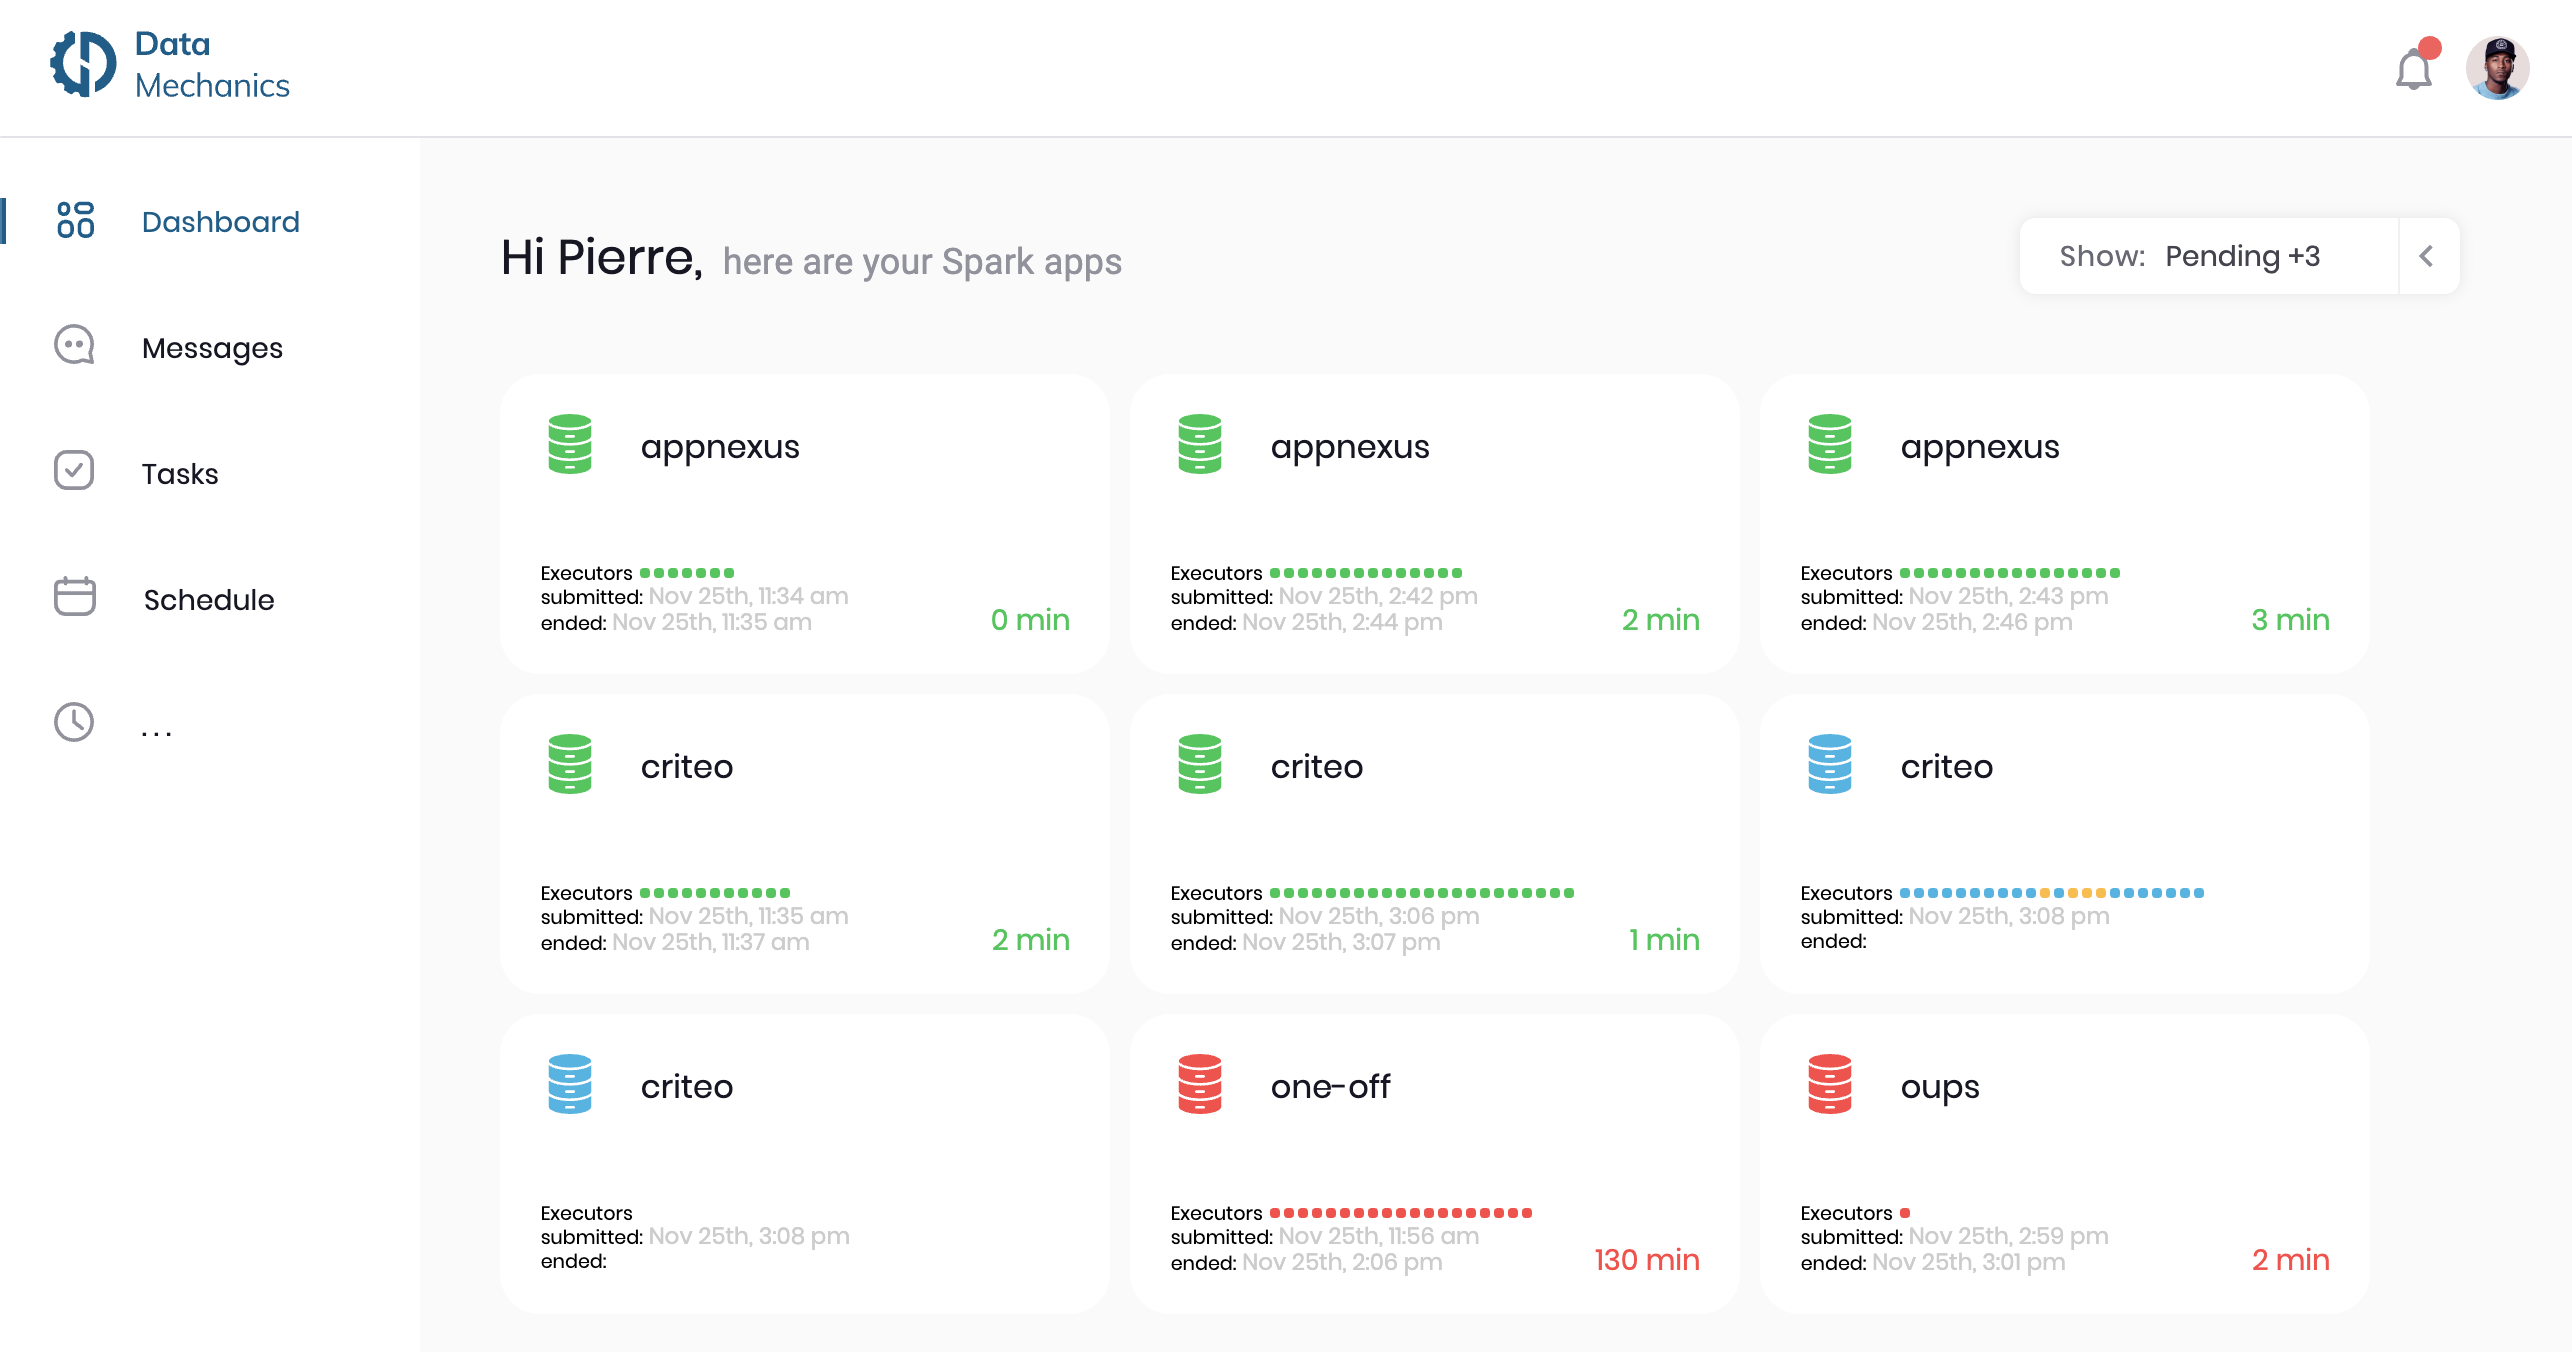 Data
Mechanics
Dashboard
Messages
Tasks
Schedule
...
Hi Pierre, here are your Spark apps
Show: Pending +3
appnexus
Executors
submitted: Nov 25th, 11:34 am
ended: Nov 25th, 11:35 am
0 min
appnexus
Executors
submitted: Nov 25th, 2:42 pm
ended: Nov 25th, 2:44 pm
2 min
appnexus
Executors
submitted: Nov 25th, 2:43 pm
ended: Nov 25th, 2:46 pm
3 min
criteo
Executors
submitted: Nov 25th, 11:35 am
ended: Nov 25th, 11:37 am
2 min
criteo
Executors
submitted: Nov 25th, 3:06 pm
ended: Nov 25th, 3:07 pm
1 min
criteo
Executors
submitted: Nov 25th, 3:08 pm
ended:
criteo
Executors
submitted: Nov 25th, 3:08 pm
ended:
one-off
Executors
submitted: Nov 25th, 11:56 am
ended: Nov 25th, 2:06 pm
130 min
oups
Executors
submitted: Nov 25th, 2:59 pm
ended: Nov 25th, 3:01 pm
2 min